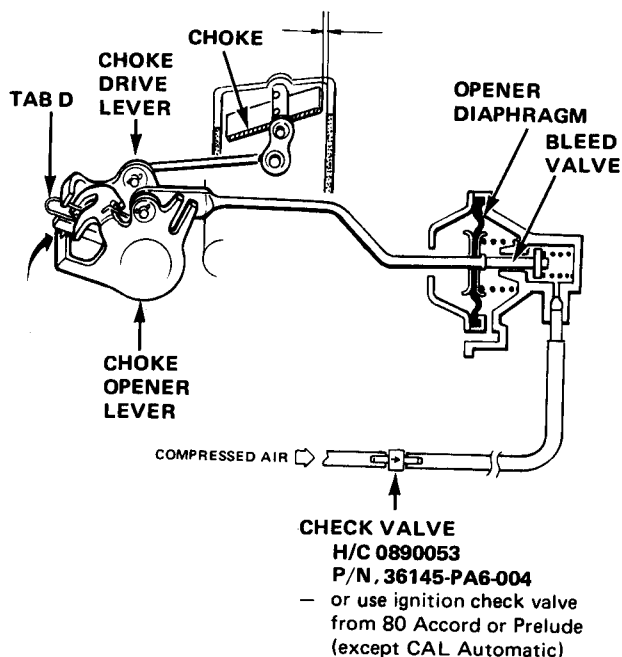 CHOKE
CHOKE
DRIVE
LEVER
TAB D
OPENER
DIAPHRAGM
BLEED
VALVE
CHOKE
OPENER
LEVER
COMPRESSED AIR
CHECK VALVE
H/C 0890053
P/N, 36145-PA6-004
— or use ignition check valve
from 80 Accord or Prelude
(except CAL Automatic)